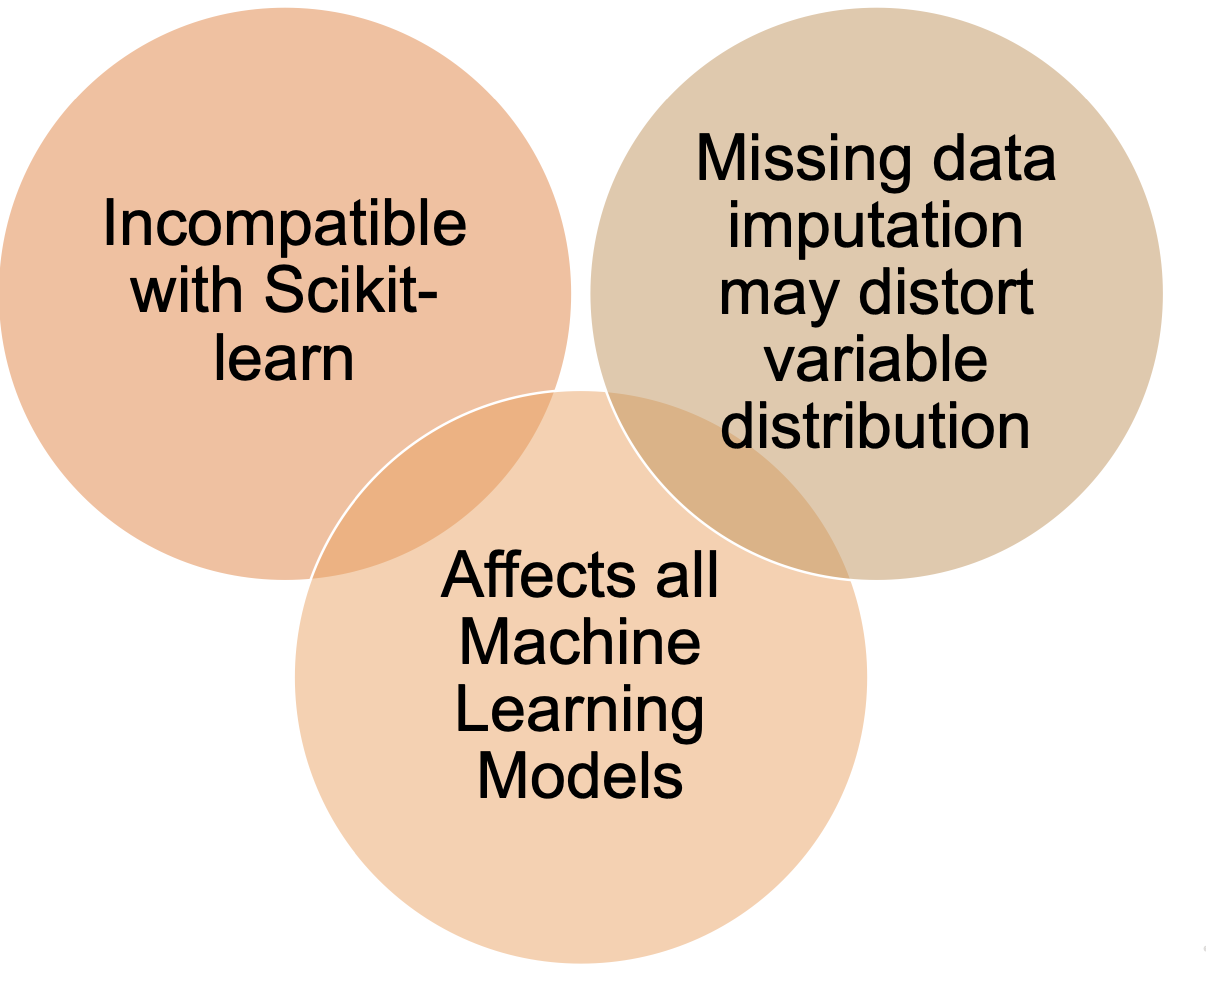 Incompatible
with Scikit-
learn
Missing data
imputation
may distort
variable
distribution
Affects all
Machine
Learning
Models